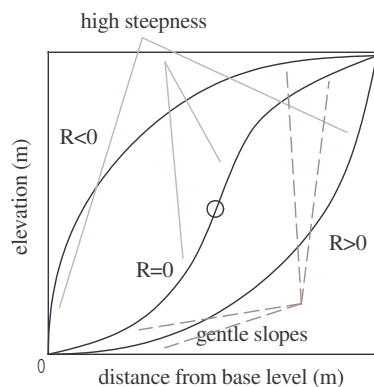 high steepness
R<0
R>0
R=0
gentle slopes
elevation (m)
0
distance from base level (m)